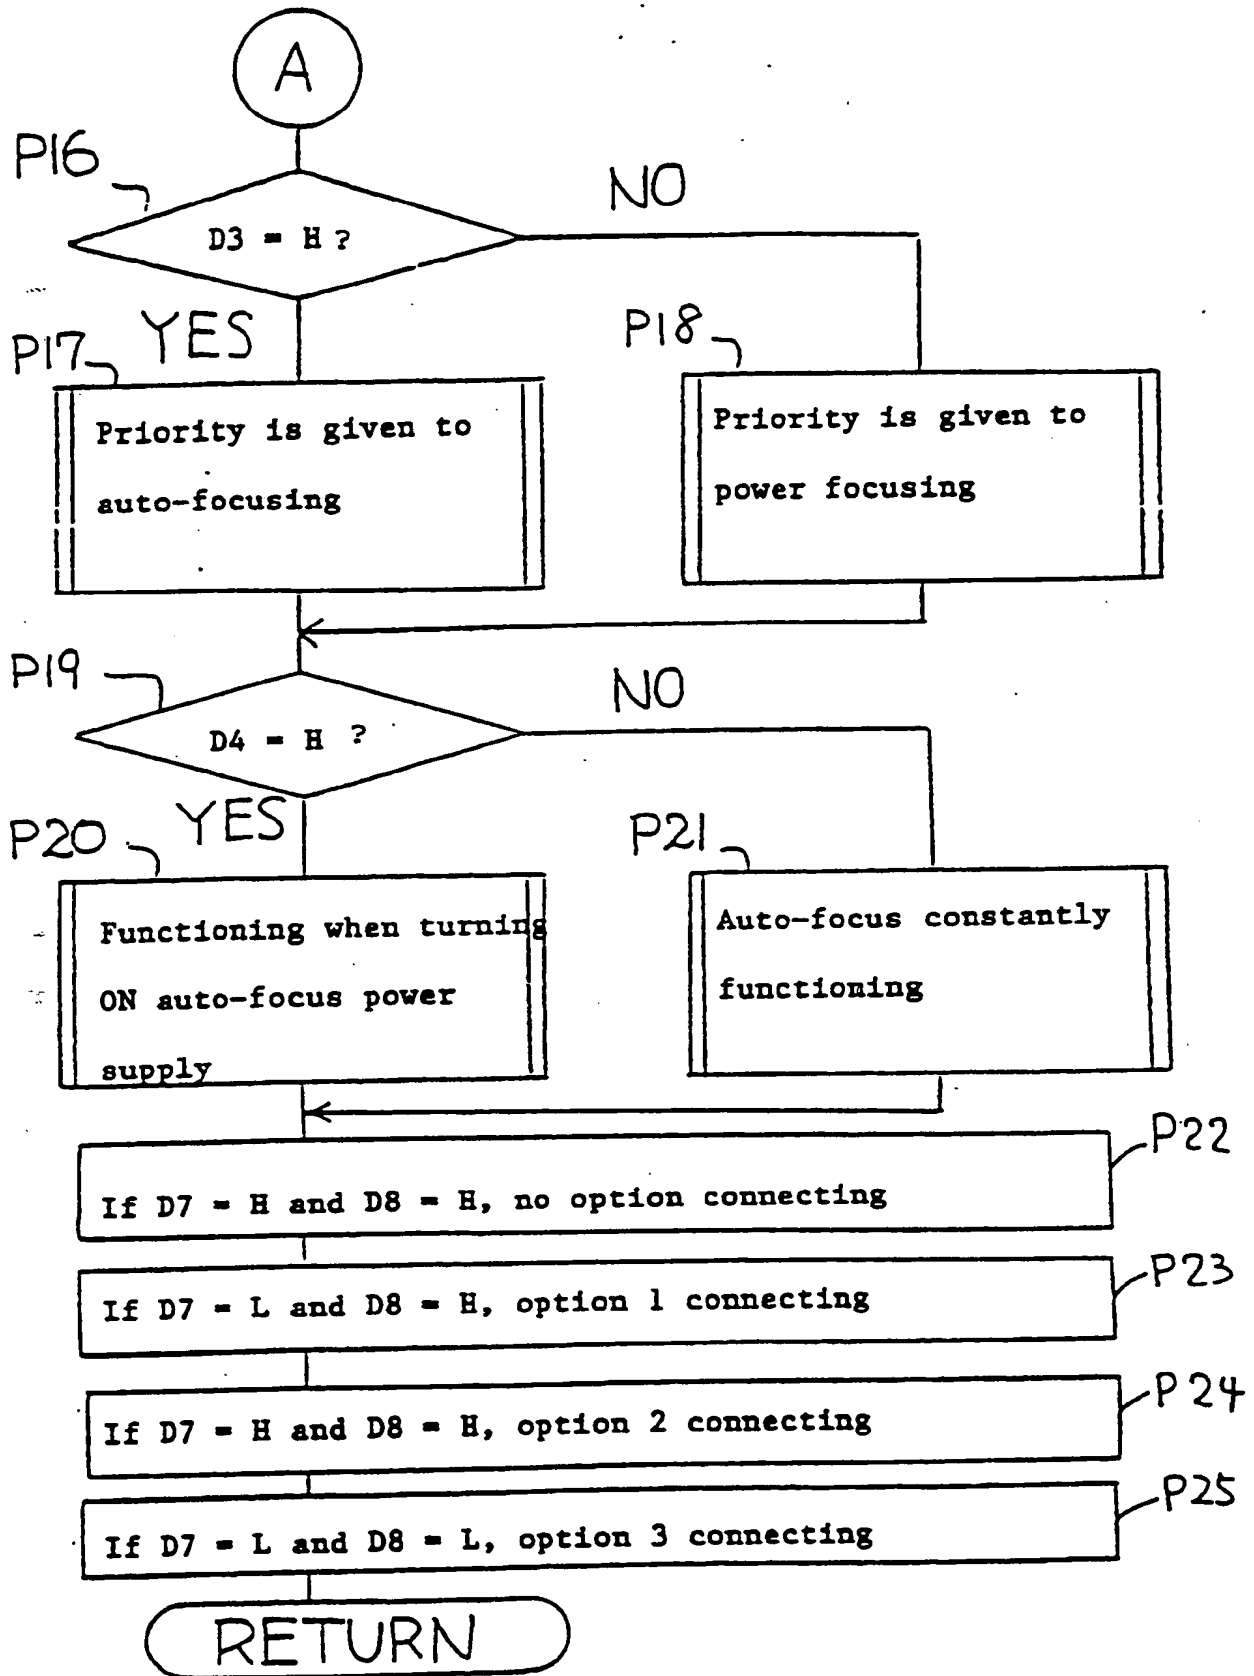 A
P16
NO
D3 = H ?
YES
P17
P18
Priority is given to
auto-focusing
Priority is given to
power focusing
P19
NO
D4 = H ?
YES
P20
P21
Functioning when turning
ON auto-focus power
supply
Auto-focus constantly
functioning
P22
If D7 = H and D8 = H, no option connecting
P23
If D7 = L and D8 = H, option 1 connecting
P24
If D7 = H and D8 = H, option 2 connecting
P25
If D7 = L and D8 = L, option 3 connecting
RETURN